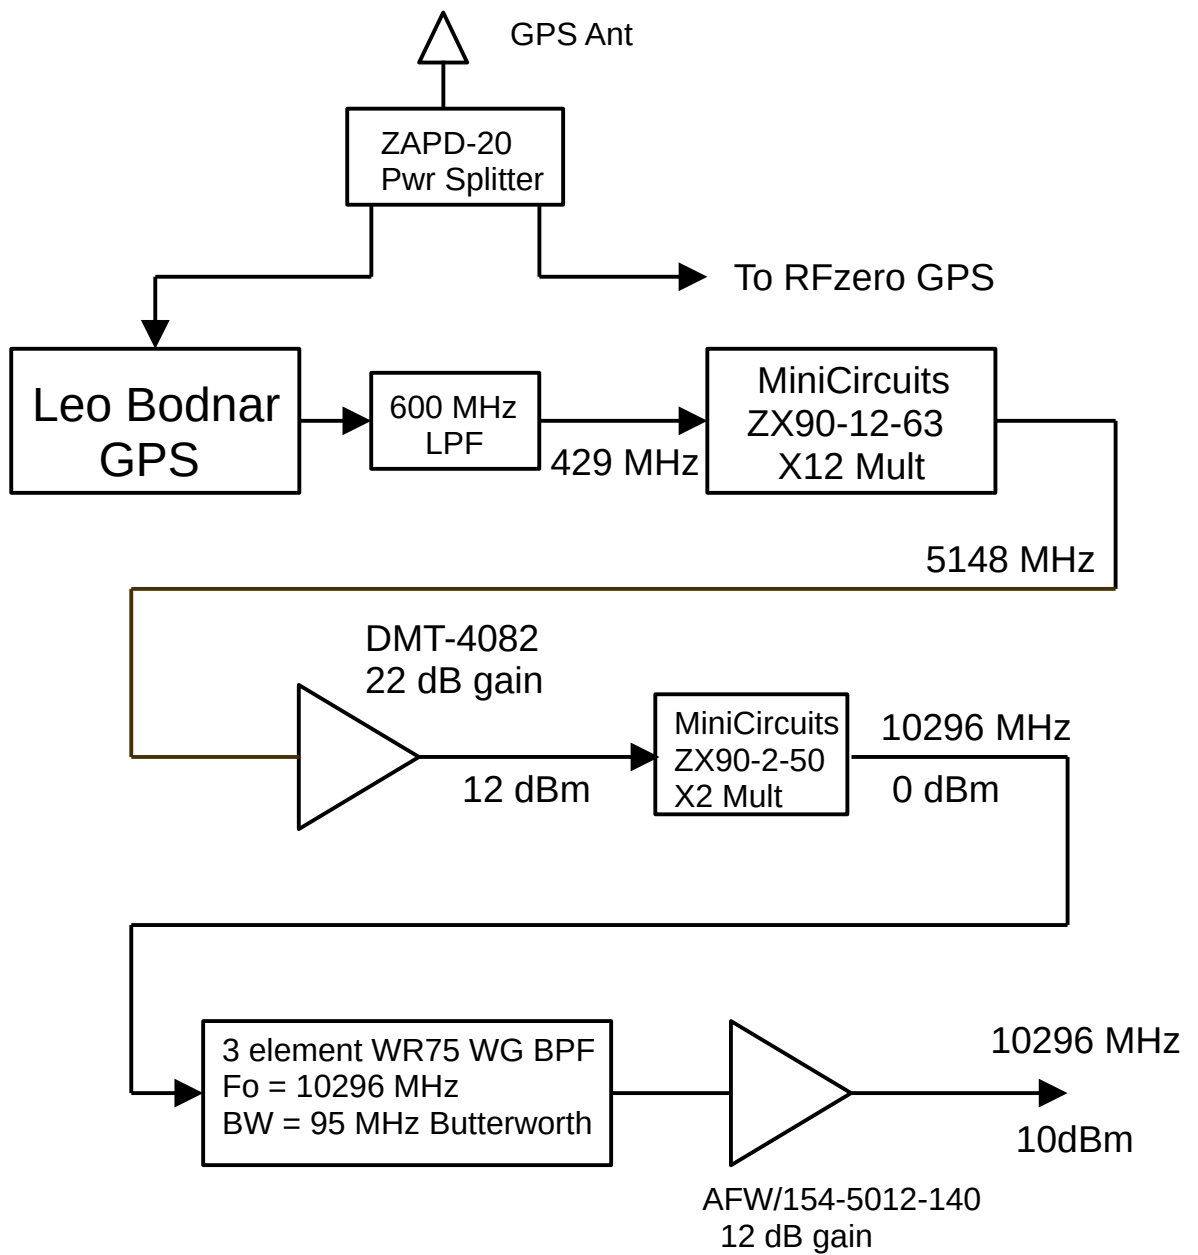 GPS Ant
ZAPD-20
Pwr Splitter
To RFzero GPS
Leo Bodnar
GPS
600 MHz
LPF
429 MHz
MiniCircuits
ZX90-12-63
X12 Mult
5148 MHz
DMT-4082
22 dB gain
12 dBm
MiniCircuits
ZX90-2-50
X2 Mult
10296 MHz
0 dBm
3 element WR75 WG BPF
Fo = 10296 MHz
BW = 95 MHz Butterworth
10296 MHz
10dBm
AFW/154-5012-140
12 dB gain